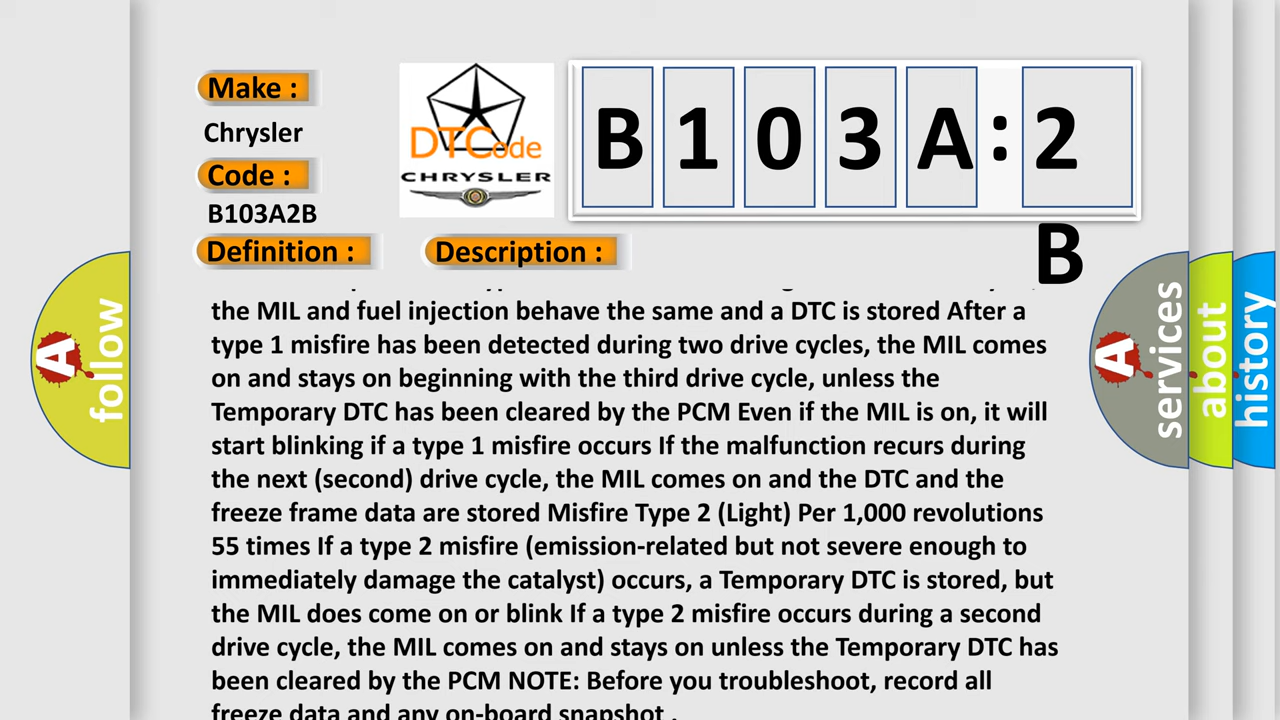 Make :
Chrysler
Code :
B103A2B
Definition :
Description :
DTCode
CHRYSLER
B103A:2
B
the MIL and fuel injection behave the same and a DTC is stored After a
type 1 misfire has been detected during two drive cycles, the MIL comes
on and stays on beginning with the third drive cycle, unless the
Temporary DTC has been cleared by the PCM Even if the MIL is on, it will
start blinking if a type 1 misfire occurs If the malfunction recurs during
the next (second) drive cycle, the MIL comes on and the DTC and the
freeze frame data are stored Misfire Type 2 (Light) Per 1,000 revolutions
55 times If a type 2 misfire (emission-related but not severe enough to
immediately damage the catalyst) occurs, a Temporary DTC is stored, but
the MIL does come on or blink If a type 2 misfire occurs during a second
drive cycle, the MIL comes on and stays on unless the Temporary DTC has
been cleared by the PCM NOTE: Before you troubleshoot, record all
freeze data and any on-board snapshot .
A follow
A services
about
history